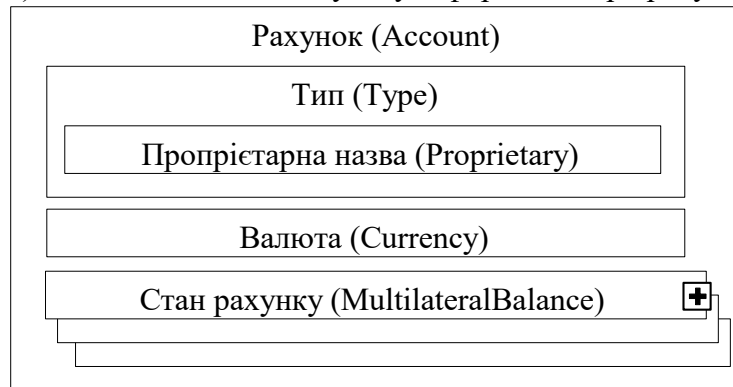 Рахунок (Account)
Тип (Type)
Пропрієтарна назва (Proprietary)
Валюта (Currency)
Стан рахунку (MultilateralBalance)